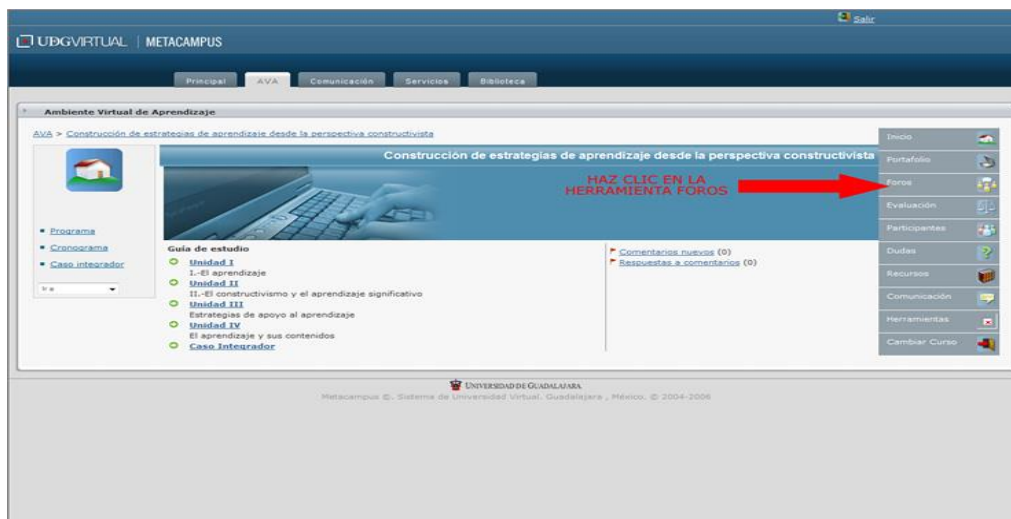 Salir
UDGVIRTUAL | METACAMPUS
Principal AVA Comunicación Servicios Biblioteca
Ambiente Virtual de Aprendizaje
AVA > Construcción de estrategias de aprendizaje desde la perspectiva constructivista
Construcción de estrategias de aprendizaje desde la perspectiva constructivista
HAZ CLIC EN LA
HERRAMIENTA FOROS
Programa
Cronograma
Caso integrador
Ir a
Guía de estudio
Unidad I
I.-El aprendizaje
Unidad II
II.-El constructivismo y el aprendizaje significativo
Unidad III
Estrategias de apoyo al aprendizaje
Unidad IV
El aprendizaje y sus contenidos
Caso Integrador
Comentarios nuevos (0)
Respuestas a comentarios (0)
Inicio
Portafolio
Foros
Evaluación
Participantes
Dudas
Recursos
Comunicación
Herramientas
Cambiar Curso
UNIVERSIDAD DE GUADALAJARA
Metacampus ©. Sistema de Universidad Virtual. Guadalajara , México. © 2004-2006